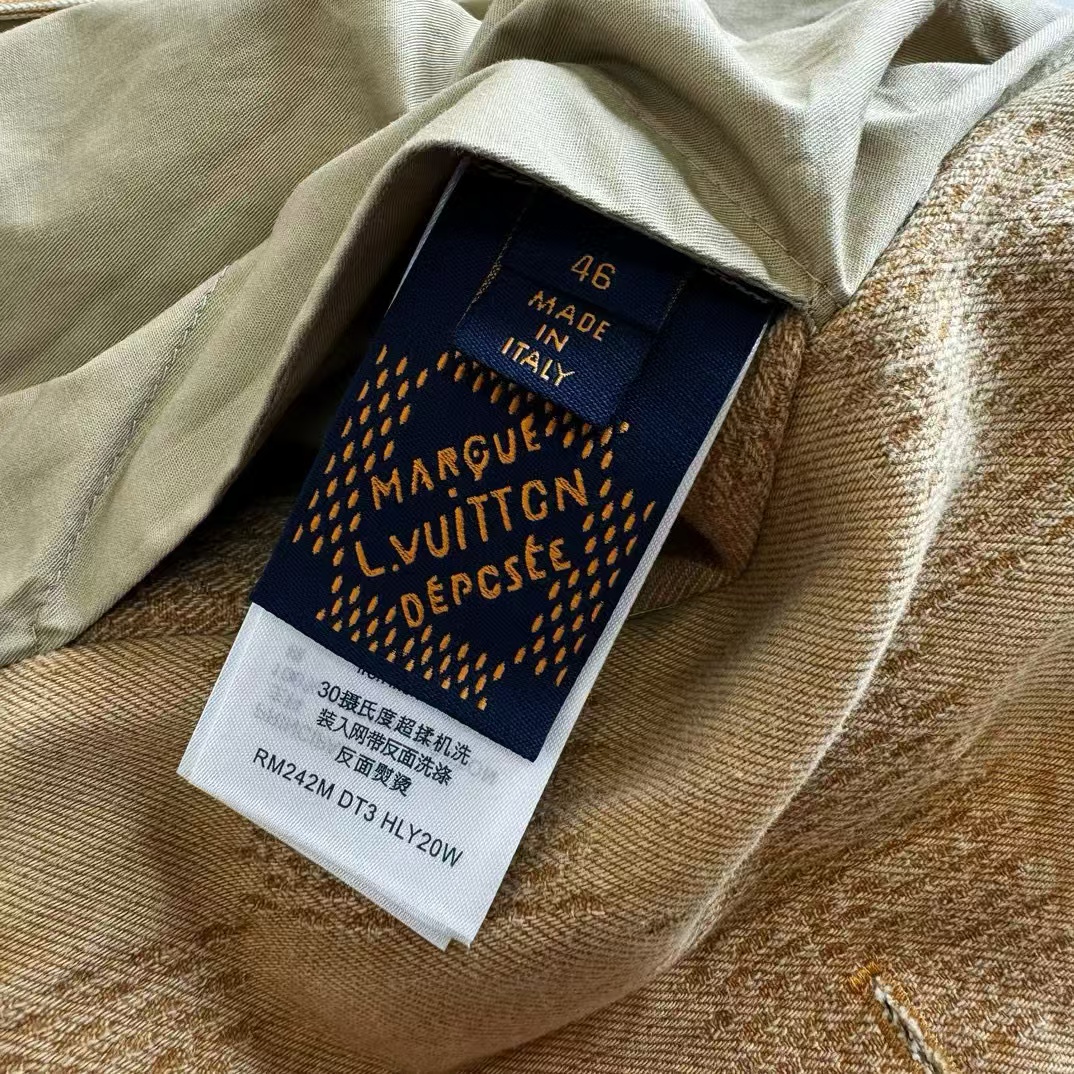 46
MADE
IN
ITALY
MARQUE
L.VUITTON
DÉPOSÉE
30摄氏度超揉机洗
装入网带反面洗涤
反面熨烫
RM242M DT3 HLY20W